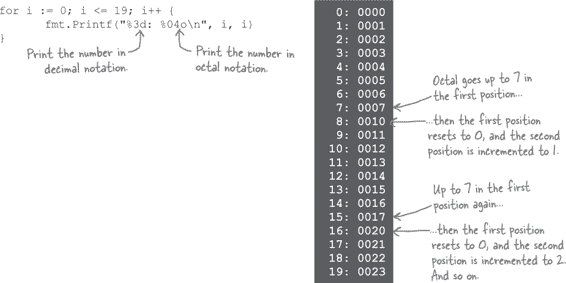 for i := 0; i <= 19; i++ {
fmt.Printf("%3d: %04o\n", i, i)
}
Print the number in
decimal notation.
Print the number in
octal notation.
0: 0000
1: 0001
2: 0002
3: 0003
4: 0004
5: 0005
6: 0006
7: 0007
8: 0010
9: 0011
10: 0012
11: 0013
12: 0014
13: 0015
14: 0016
15: 0017
16: 0020
17: 0021
18: 0022
19: 0023
Octal goes up to 7 in
the first position...
...then the first position
resets to 0, and the second
position is incremented to 1.
Up to 7 in the first
position again...
...then the first position
resets to 0, and the second
position is incremented to 2.
And so on.